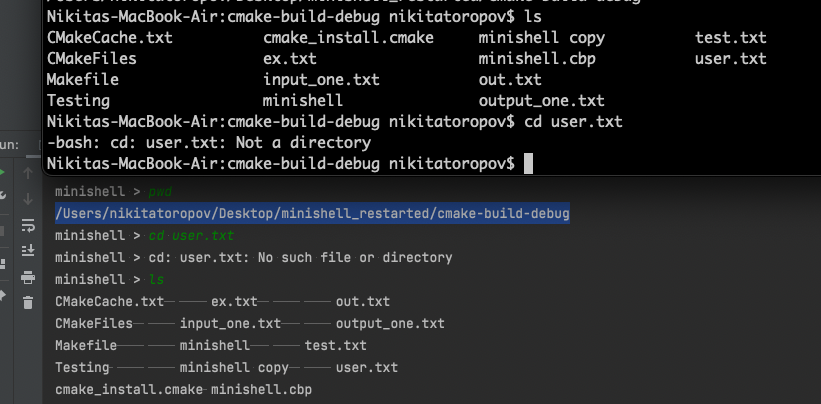 Nikitas-MacBook-Air:cmake-build-debug nikitatoropov$ ls
CMakeCache.txt cmake_install.cmake minishell copy test.txt
CMakeFiles ex.txt minishell.cbp user.txt
Makefile input_one.txt out.txt
Testing minishell output_one.txt
Nikitas-MacBook-Air:cmake-build-debug nikitatoropov$ cd user.txt
-bash: cd: user.txt: Not a directory
Nikitas-MacBook-Air:cmake-build-debug nikitatoropov$
un:
minishell > pwd
/Users/nikitatoropov/Desktop/minishell_restarted/cmake-build-debug
minishell > cd user.txt
minishell > cd: user.txt: No such file or directory
minishell > ls
CMakeCache.txt ex.txt out.txt
CMakeFiles input_one.txt output_one.txt
Makefile minishell test.txt
Testing minishell copy user.txt
cmake_install.cmake minishell.cbp